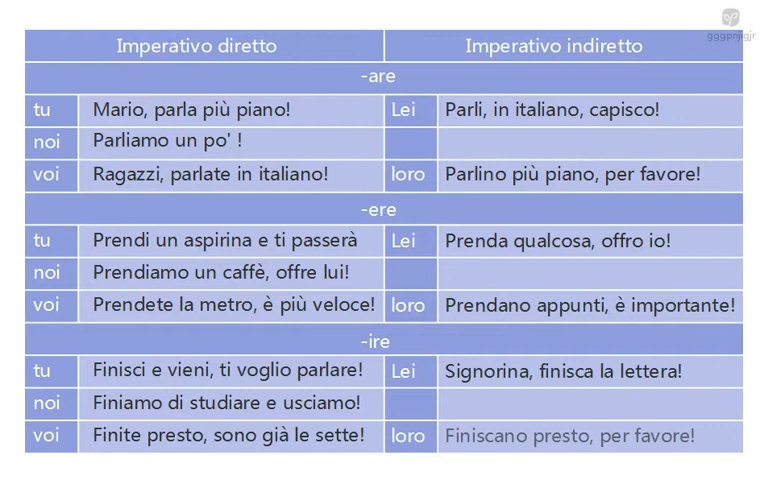 gggpnjigjr
Imperativo diretto Imperativo indiretto
-are
tu Mario, parla più piano! Lei Parli, in italiano, capisco!
noi Parliamo un po' !
voi Ragazzi, parlate in italiano! loro Parlino più piano, per favore!
-ere
tu Prendi un aspirina e ti passerà Lei Prenda qualcosa, offro io!
noi Prendiamo un caffè, offre lui!
voi Prendete la metro, è più veloce! loro Prendano appunti, è importante!
-ire
tu Finisci e vieni, ti voglio parlare! Lei Signorina, finisca la lettera!
noi Finiamo di studiare e usciamo!
voi Finite presto, sono già le sette! loro Finiscano presto, per favore!